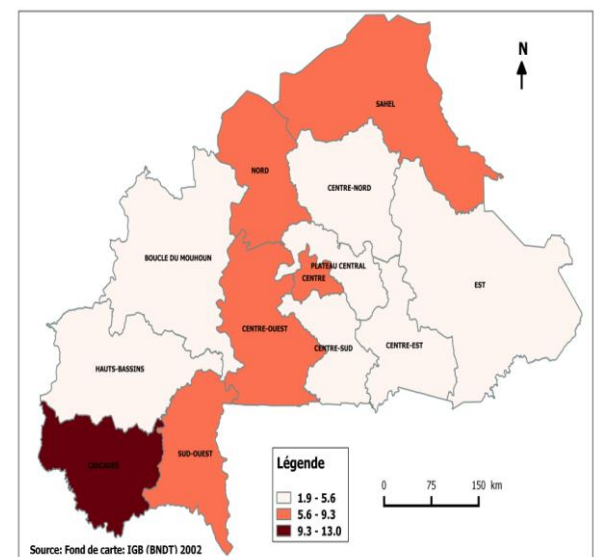 N
SAHEL
NORD
CENTRE-NORD
BOUCLE DU MOUHOUN
PLATEAU CENTRAL
CENTRE
EST
CENTRE-OUEST
CENTRE-SUD
CENTRE-EST
HAUTS-BASSINS
CASCADES
SUD-OUEST
Légende
1.9 - 5.6
5.6 - 9.3
9.3 - 13.0
0 75 150 km
Source: Fond de carte: IGB (BNDT) 2002